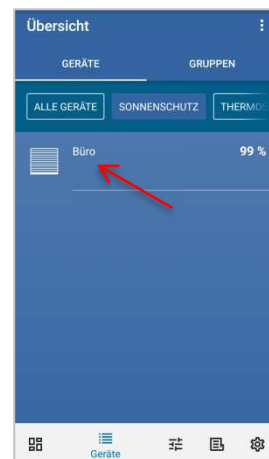 Übersicht
GERÄTE GRUPPEN
ALLE GERÄTE SONNENSCHUTZ THERMOS
Büro 99 %
Geräte